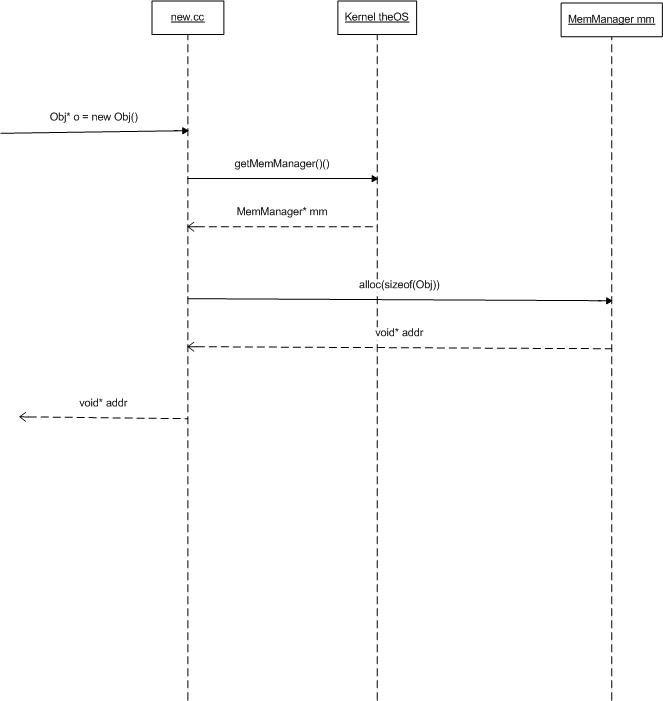 new.cc
Kernel theOS
MemManager mm
Obj* o = new Obj()
getMemManager()()
MemManager* mm
alloc(sizeof(Obj))
void* addr
void* addr